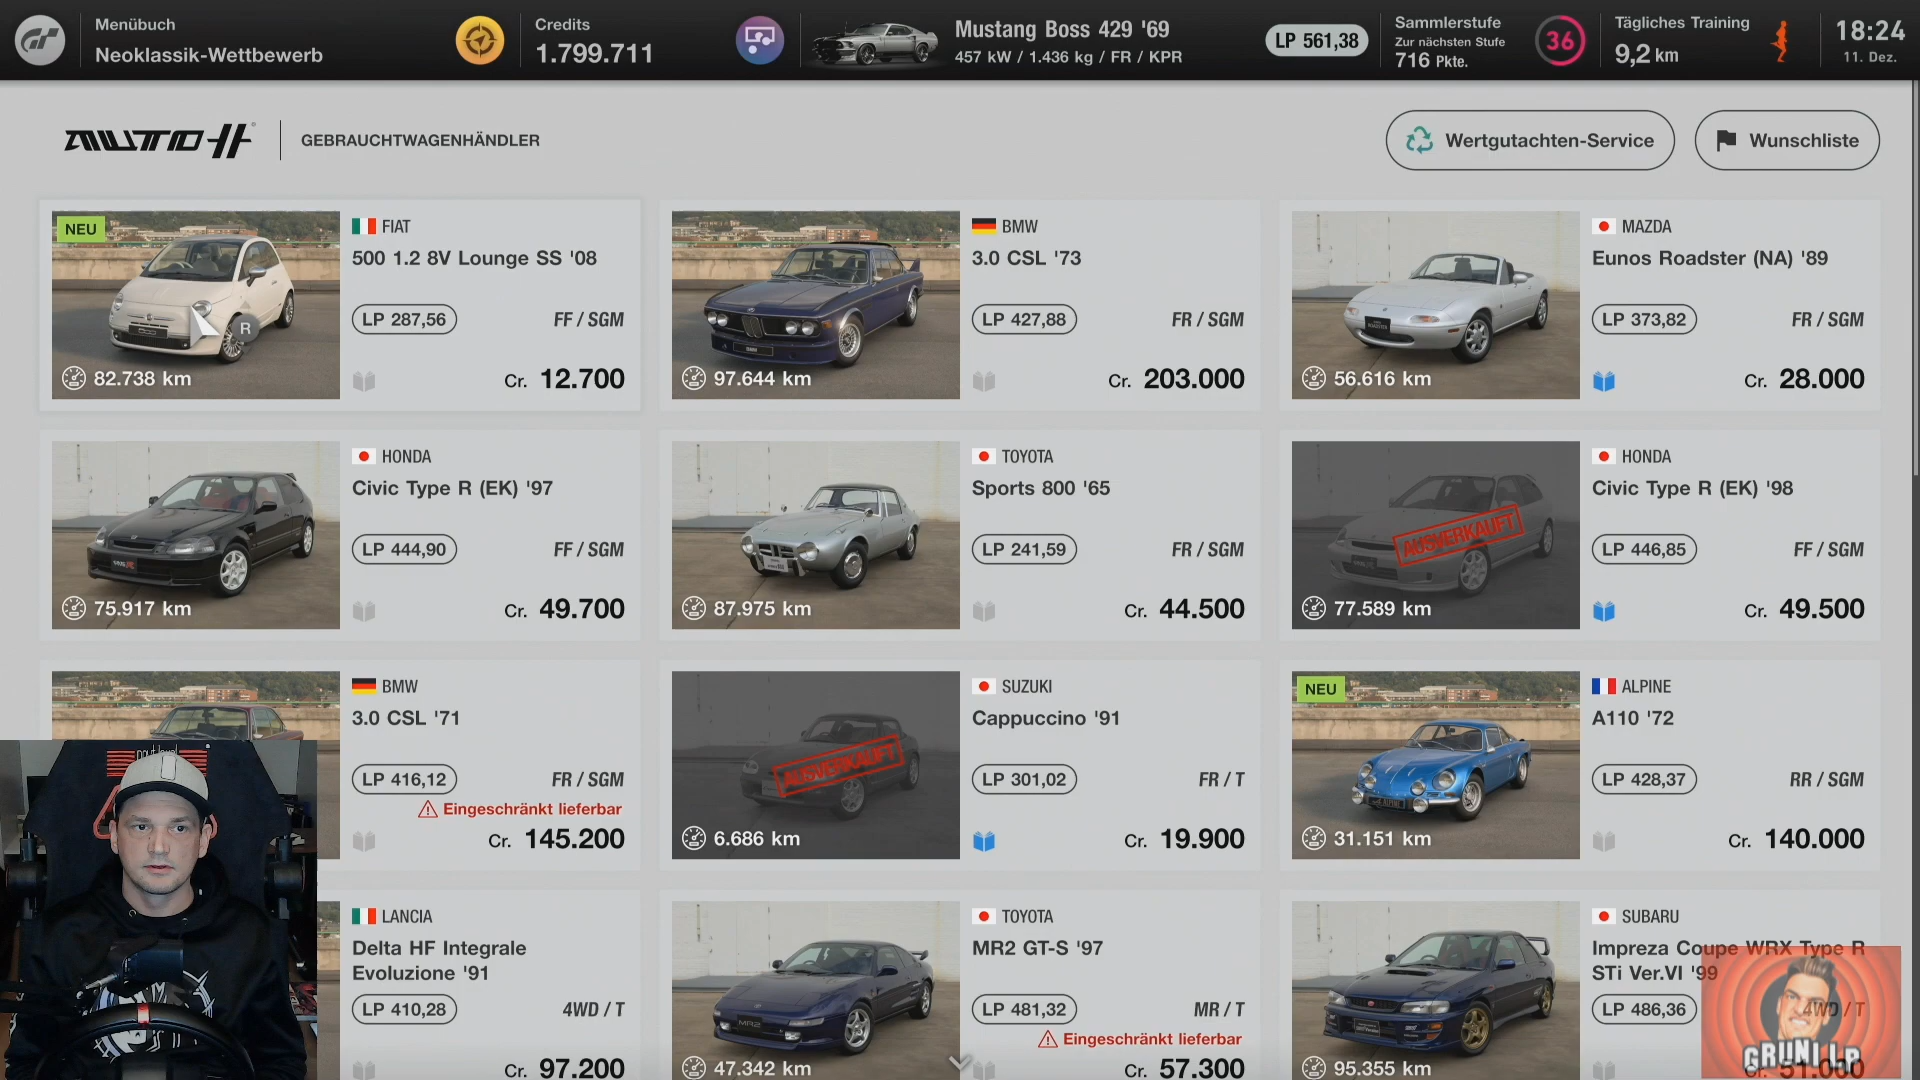 Menübuch
Neoklassik-Wettbewerb
Credits
1.799.711
Mustang Boss 429 '69
457 kW / 1.436 kg / FR / KPR
LP 561,38
Sammlerstufe
Zur nächsten Stufe
716 Pkte.
36
Tägliches Training
9,2 km
18:24
11. Dez.
AUTO
GEBRAUCHTWAGENHÄNDLER
Wertgutachten-Service
Wunschliste
NEU
FIAT
500 1.2 8V Lounge SS '08
LP 287,56
FF / SGM
82.738 km
Cr. 12.700
R
BMW
3.0 CSL '73
LP 427,88
FR / SGM
97.644 km
Cr. 203.000
MAZDA
Eunos Roadster (NA) '89
LP 373,82
FR / SGM
56.616 km
Cr. 28.000
HONDA
Civic Type R (EK) '97
LP 444,90
FF / SGM
75.917 km
Cr. 49.700
TOYOTA
Sports 800 '65
LP 241,59
FR / SGM
87.975 km
Cr. 44.500
HONDA
Civic Type R (EK) '98
AUSVERKAUFT
LP 446,85
FF / SGM
77.589 km
Cr. 49.500
BMW
3.0 CSL '71
LP 416,12
FR / SGM
Eingeschränkt lieferbar
Cr. 145.200
SUZUKI
Cappuccino '91
AUSVERKAUFT
LP 301,02
FR / T
6.686 km
Cr. 19.900
NEU
ALPINE
A110 '72
LP 428,37
RR / SGM
31.151 km
Cr. 140.000
LANCIA
Delta HF Integrale
Evoluzione '91
LP 410,28
4WD / T
Cr. 97.200
TOYOTA
MR2 GT-S '97
MR2
LP 481,32
MR / T
Eingeschränkt lieferbar
47.342 km
Cr. 57.300
SUBARU
Impreza Coupe WRX Type R
STi Ver.VI '99
LP 486,36
4WD / T
95.355 km
Cr. 51.000
GRUNI LP